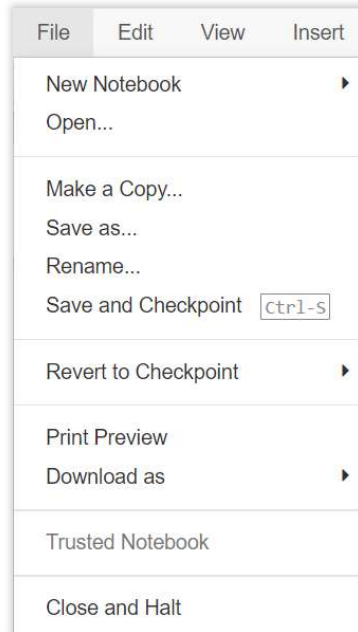 File Edit View Insert
New Notebook
Open...
Make a Copy...
Save as...
Rename...
Save and Checkpoint Ctrl-S
Revert to Checkpoint
Print Preview
Download as
Trusted Notebook
Close and Halt